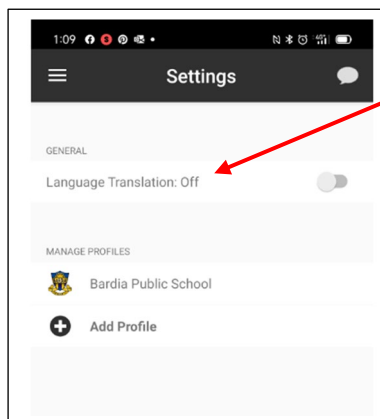 1:09
Settings
GENERAL
Language Translation: Off
MANAGE PROFILES
Bardia Public School
Add Profile